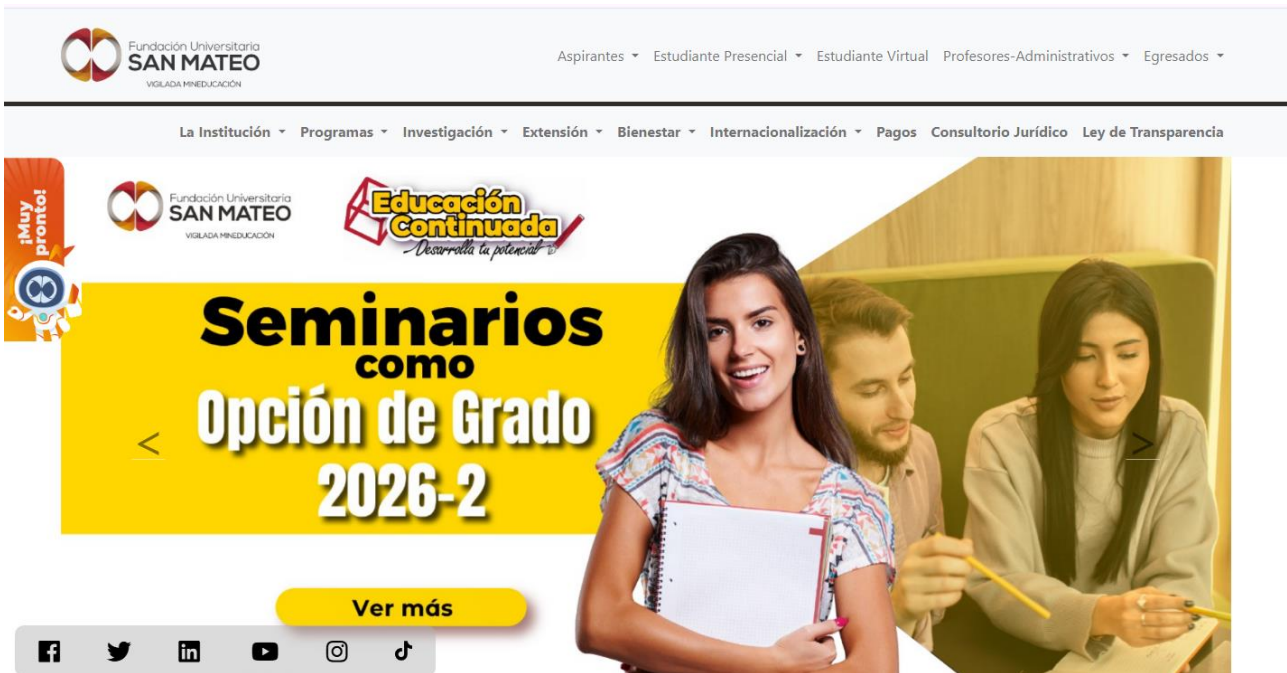 Fundación Universitaria
SAN MATEO
VIGILADA MINEDUCACIÓN
Aspirantes Estudiante Presencial Estudiante Virtual Profesores-Administrativos Egresados
La Institución Programas Investigación Extensión Bienestar Internacionalización Pagos Consultorio Jurídico Ley de Transparencia
¡Muy
pronto!
Fundación Universitaria
SAN MATEO
VIGILADA MINEDUCACIÓN
Educación
Continuada
Desarrolla tu potencial
Seminarios
como
Opción de Grado
2026-2
< >
Ver más